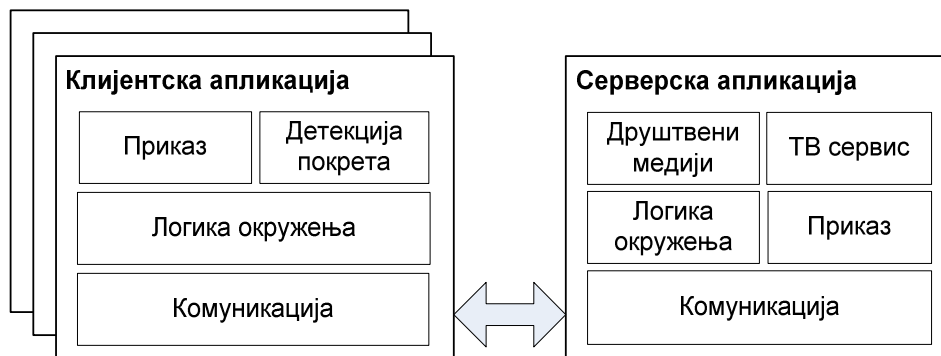 Клијентска апликација
Приказ
Детекција
покрета
Логика окружења
Комуникација
Серверска апликација
Друштвени
медији
ТВ сервис
Логика
окружења
Приказ
Комуникација